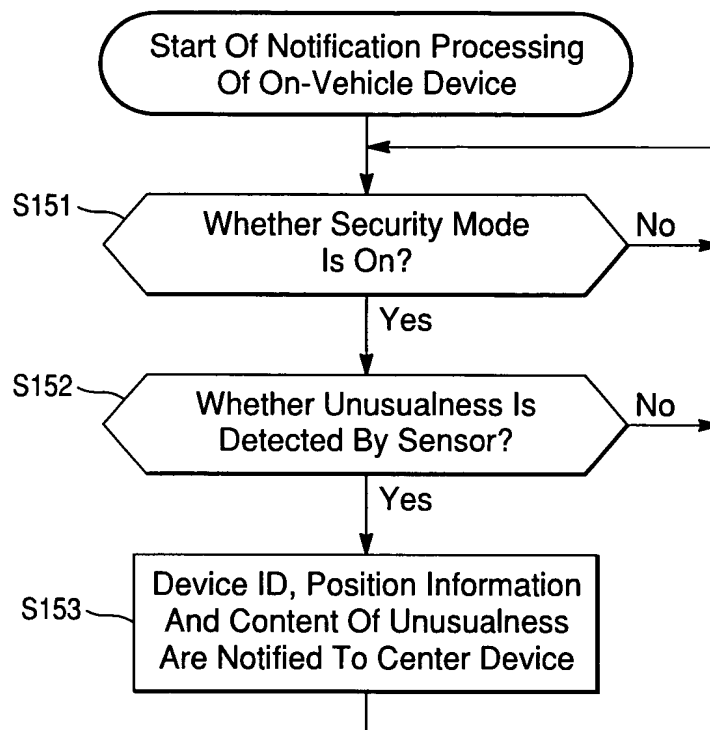 Start Of Notification Processing
Of On-Vehicle Device
S151
Whether Security Mode
Is On?
No
Yes
S152
Whether Unusualness Is
Detected By Sensor?
No
Yes
S153
Device ID, Position Information
And Content Of Unusualness
Are Notified To Center Device